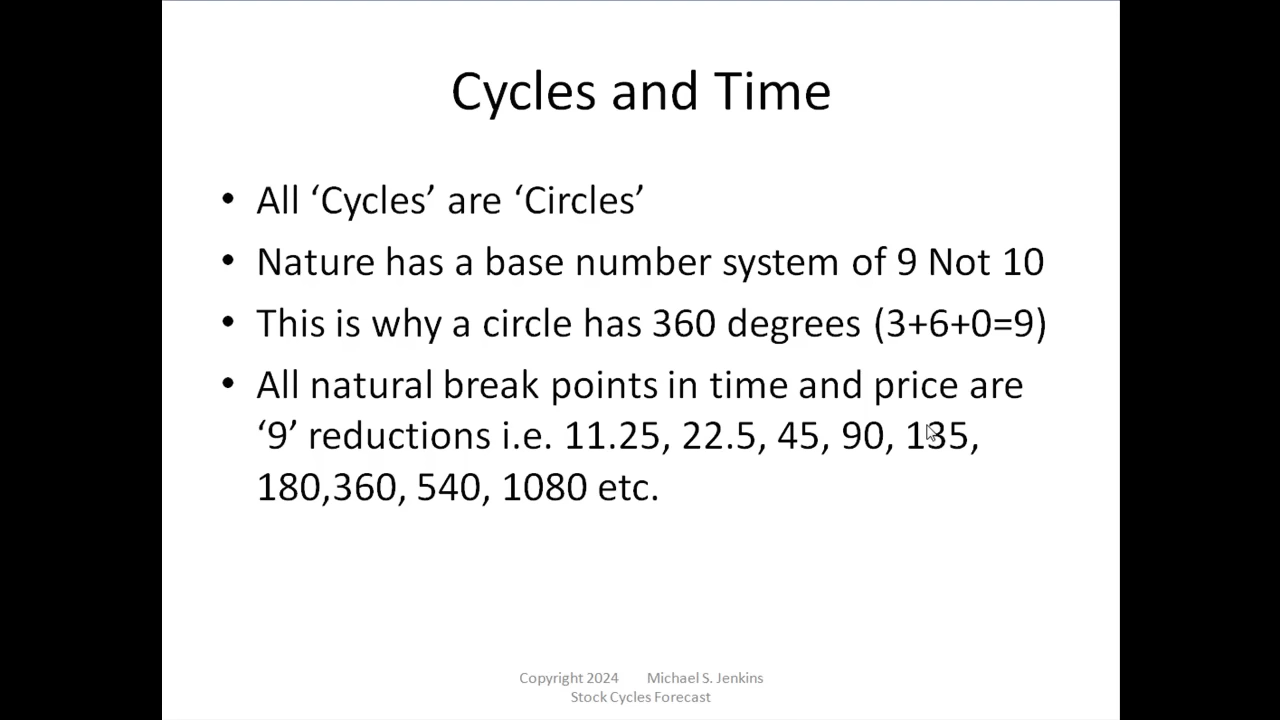 Cycles and Time
• All ‘Cycles’ are ‘Circles’
• Nature has a base number system of 9 Not 10
• This is why a circle has 360 degrees (3+6+0=9)
• All natural break points in time and price are
‘9’ reductions i.e. 11.25, 22.5, 45, 90, 135,
180,360, 540, 1080 etc.
Copyright 2024 Michael S. Jenkins
Stock Cycles Forecast